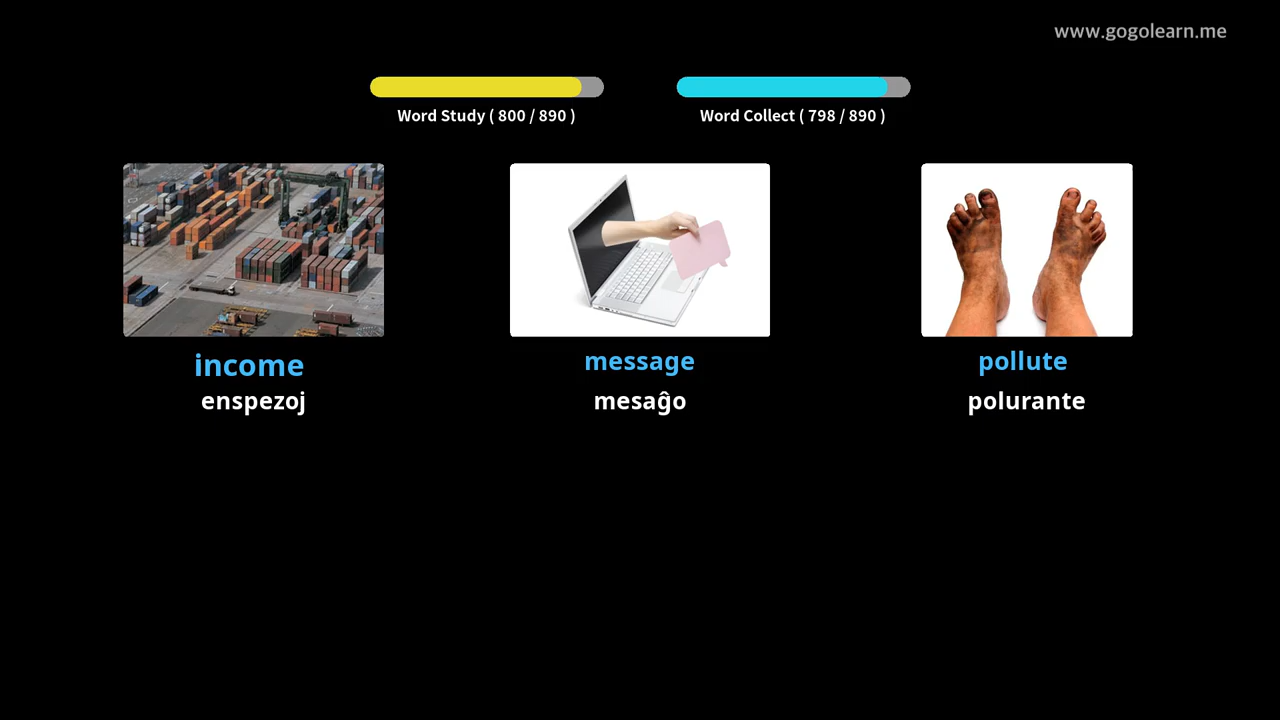 www.gogolearn.me
Word Study ( 800 / 890 )
Word Collect ( 798 / 890 )
income
message
pollute
enspezoj
mesaĝo
polurante